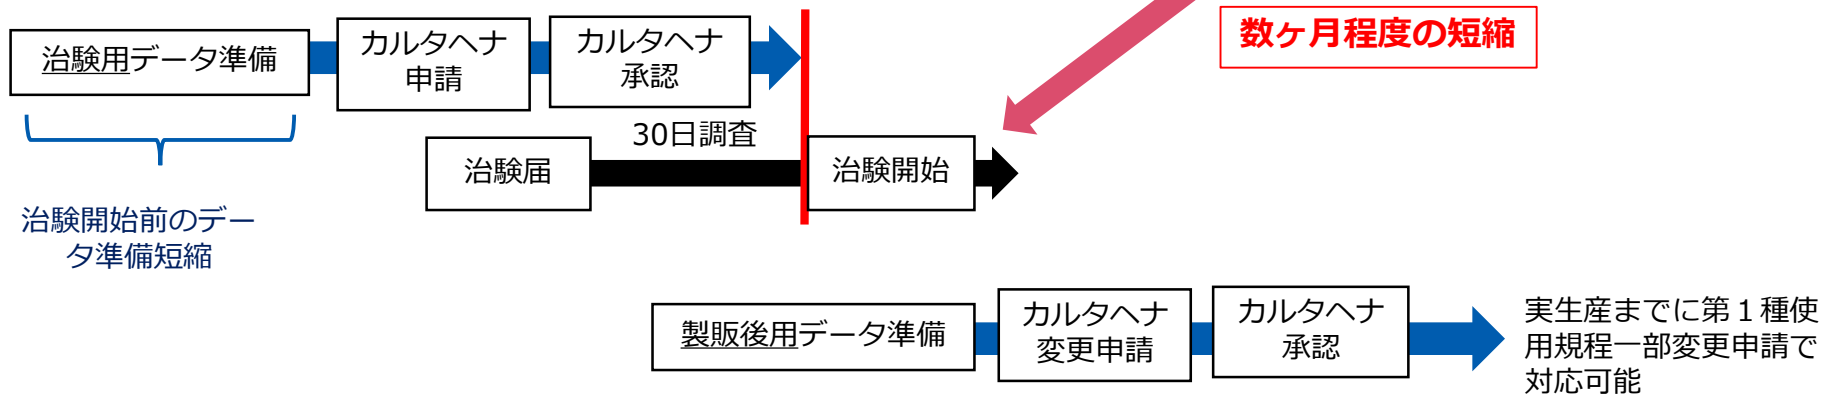 数ヶ月程度の短縮
治験用データ準備
カルタヘナ
申請
カルタヘナ
承認
30日調査
治験届
治験開始
治験開始前のデー
タ準備短縮
製販後用データ準備
カルタヘナ
変更申請
カルタヘナ
承認
実生産までに第１種使
用規程一部変更申請で
対応可能